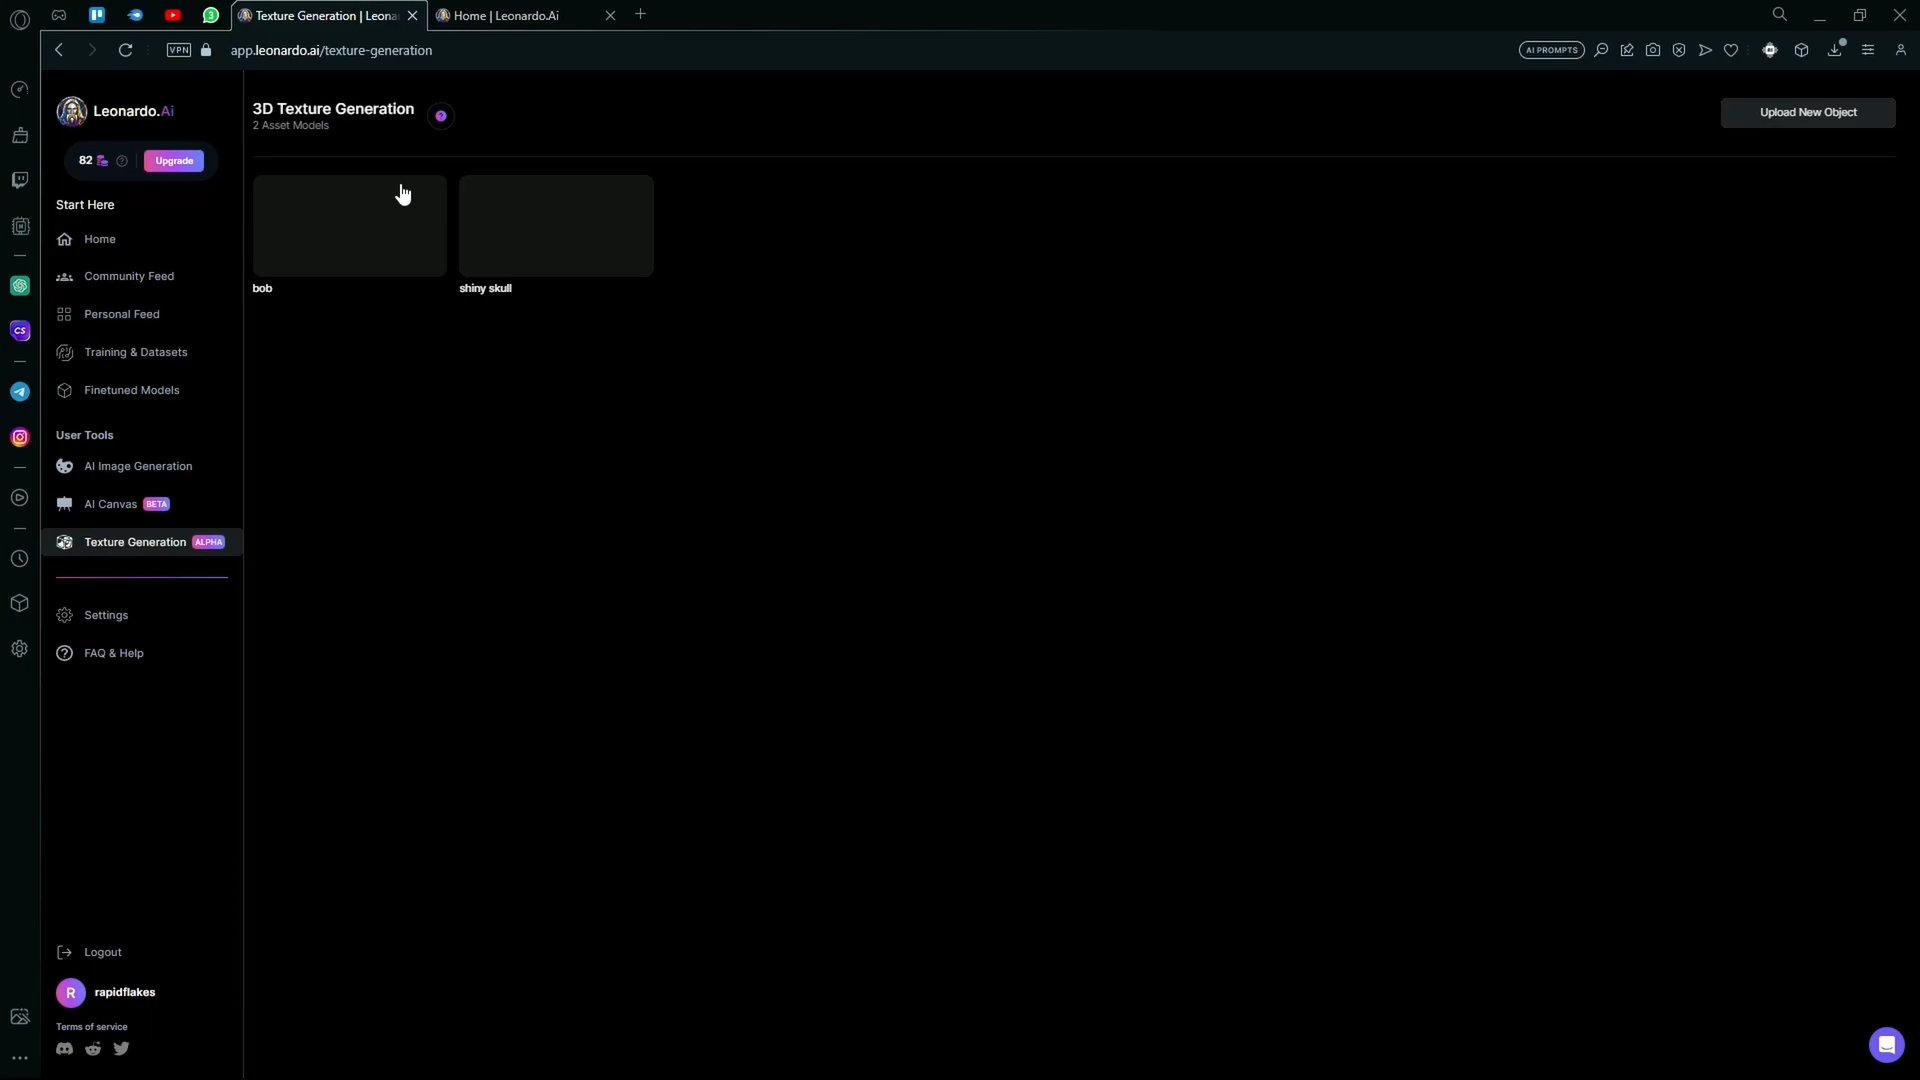 Texture Generation | Leona
Home | Leonardo.Ai
3
VPN
app.leonardo.ai/texture-generation
AI PROMPTS
Leonardo.Ai
82
Upgrade
Start Here
Home
Community Feed
Personal Feed
Training & Datasets
Finetuned Models
User Tools
AI Image Generation
AI Canvas BETA
Texture Generation ALPHA
Settings
FAQ & Help
Logout
R rapidflakes
Terms of service
CS
3D Texture Generation
2 Asset Models
Upload New Object
bob
shiny skull